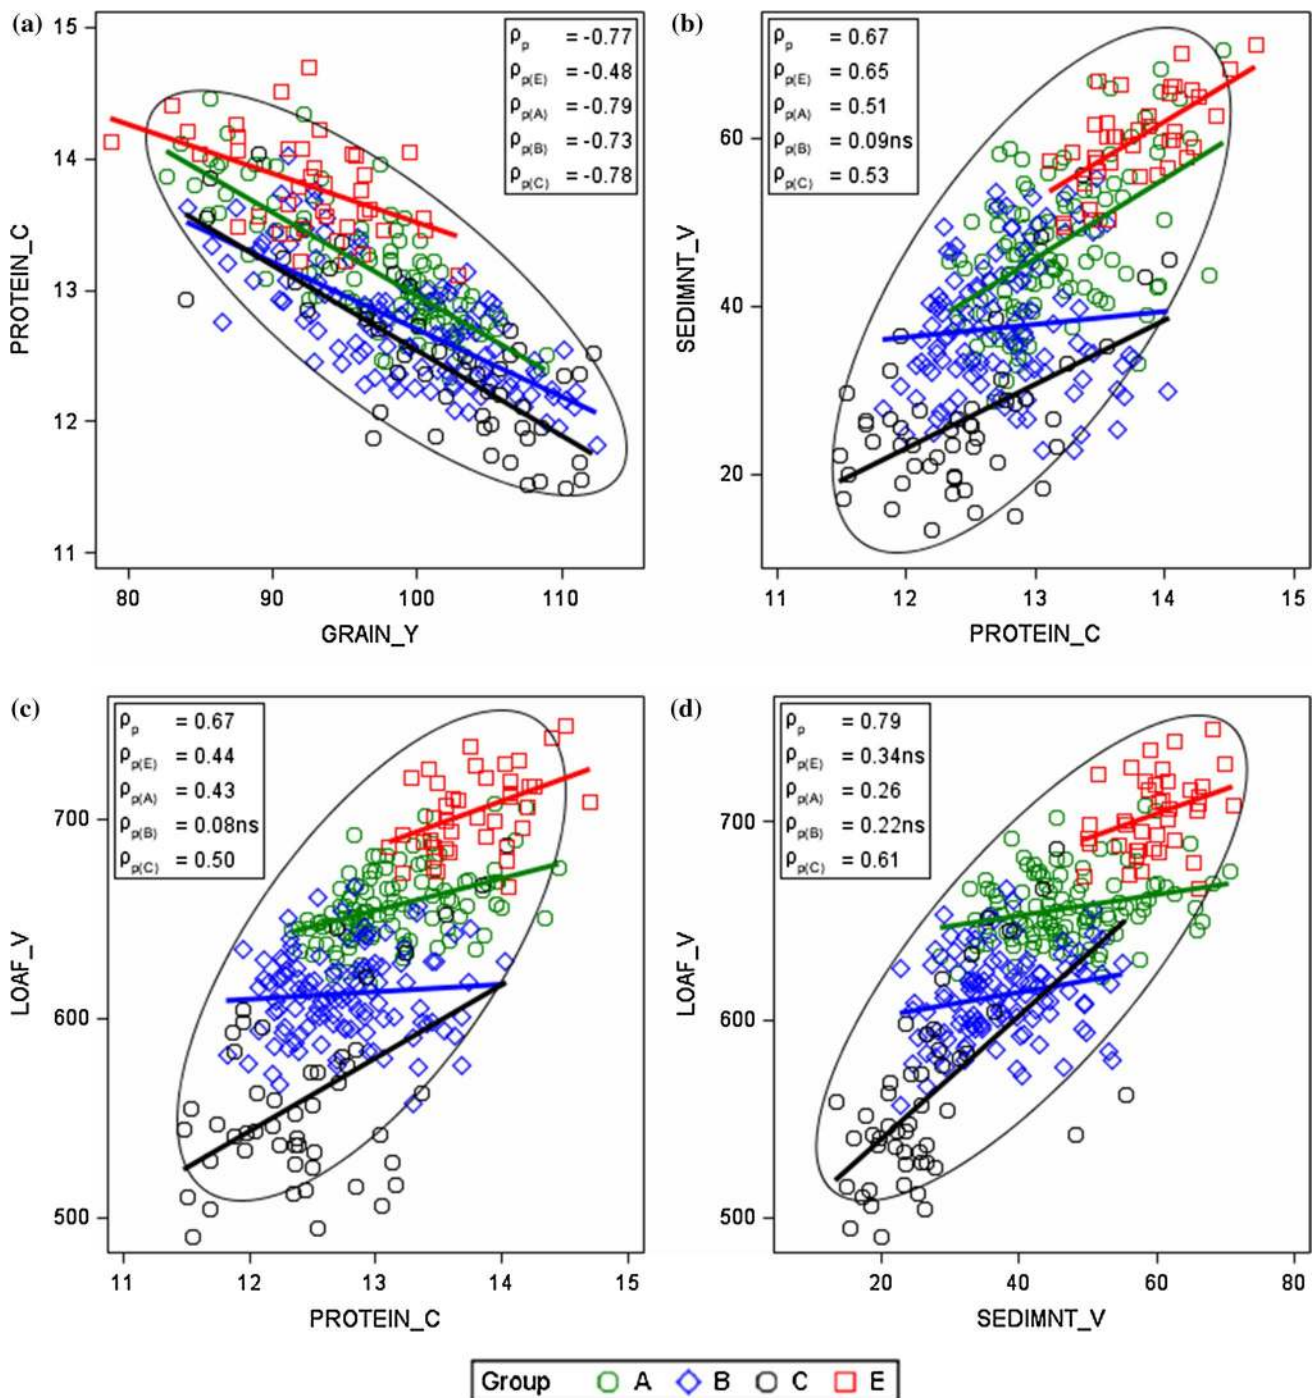 (a)
ρp = -0.77
ρp(E) = -0.48
ρp(A) = -0.79
ρp(B) = -0.73
ρp(C) = -0.78
15
14
13
12
11
PROTEIN_C
80 90 100 110
GRAIN_Y
(b)
ρp = 0.67
ρp(E) = 0.65
ρp(A) = 0.51
ρp(B) = 0.09ns
ρp(C) = 0.53
60
40
20
SEDIMNT_V
11 12 13 14 15
PROTEIN_C
(c)
ρp = 0.67
ρp(E) = 0.44
ρp(A) = 0.43
ρp(B) = 0.08ns
ρp(C) = 0.50
700
600
500
LOAF_V
11 12 13 14 15
PROTEIN_C
(d)
ρp = 0.79
ρp(E) = 0.34ns
ρp(A) = 0.26
ρp(B) = 0.22ns
ρp(C) = 0.61
700
600
500
LOAF_V
20 40 60 80
SEDIMNT_V
Group A B C E